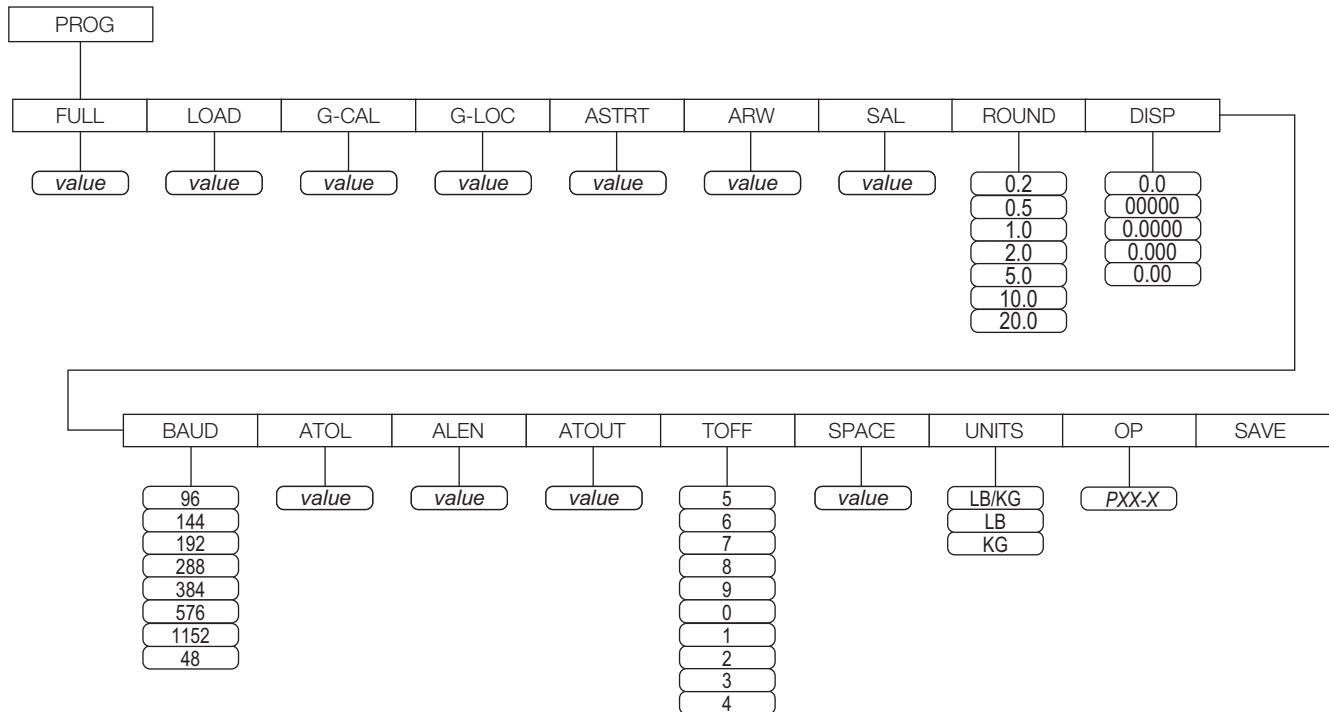 PROG
FULL LOAD G-CAL G-LOC ASTRT ARW SAL ROUND DISP
value value value value value value value 0.2 0.0
0.5 00000
1.0 0.0000
2.0 0.000
5.0 0.00
10.0
20.0
BAUD ATOL ALEN ATOUT TOFF SPACE UNITS OP SAVE
96 value value value 5 value LB/KG PXX-X
144 6 LB
192 7 KG
288 8
384 9
576 0
1152 1
48 2
3
4